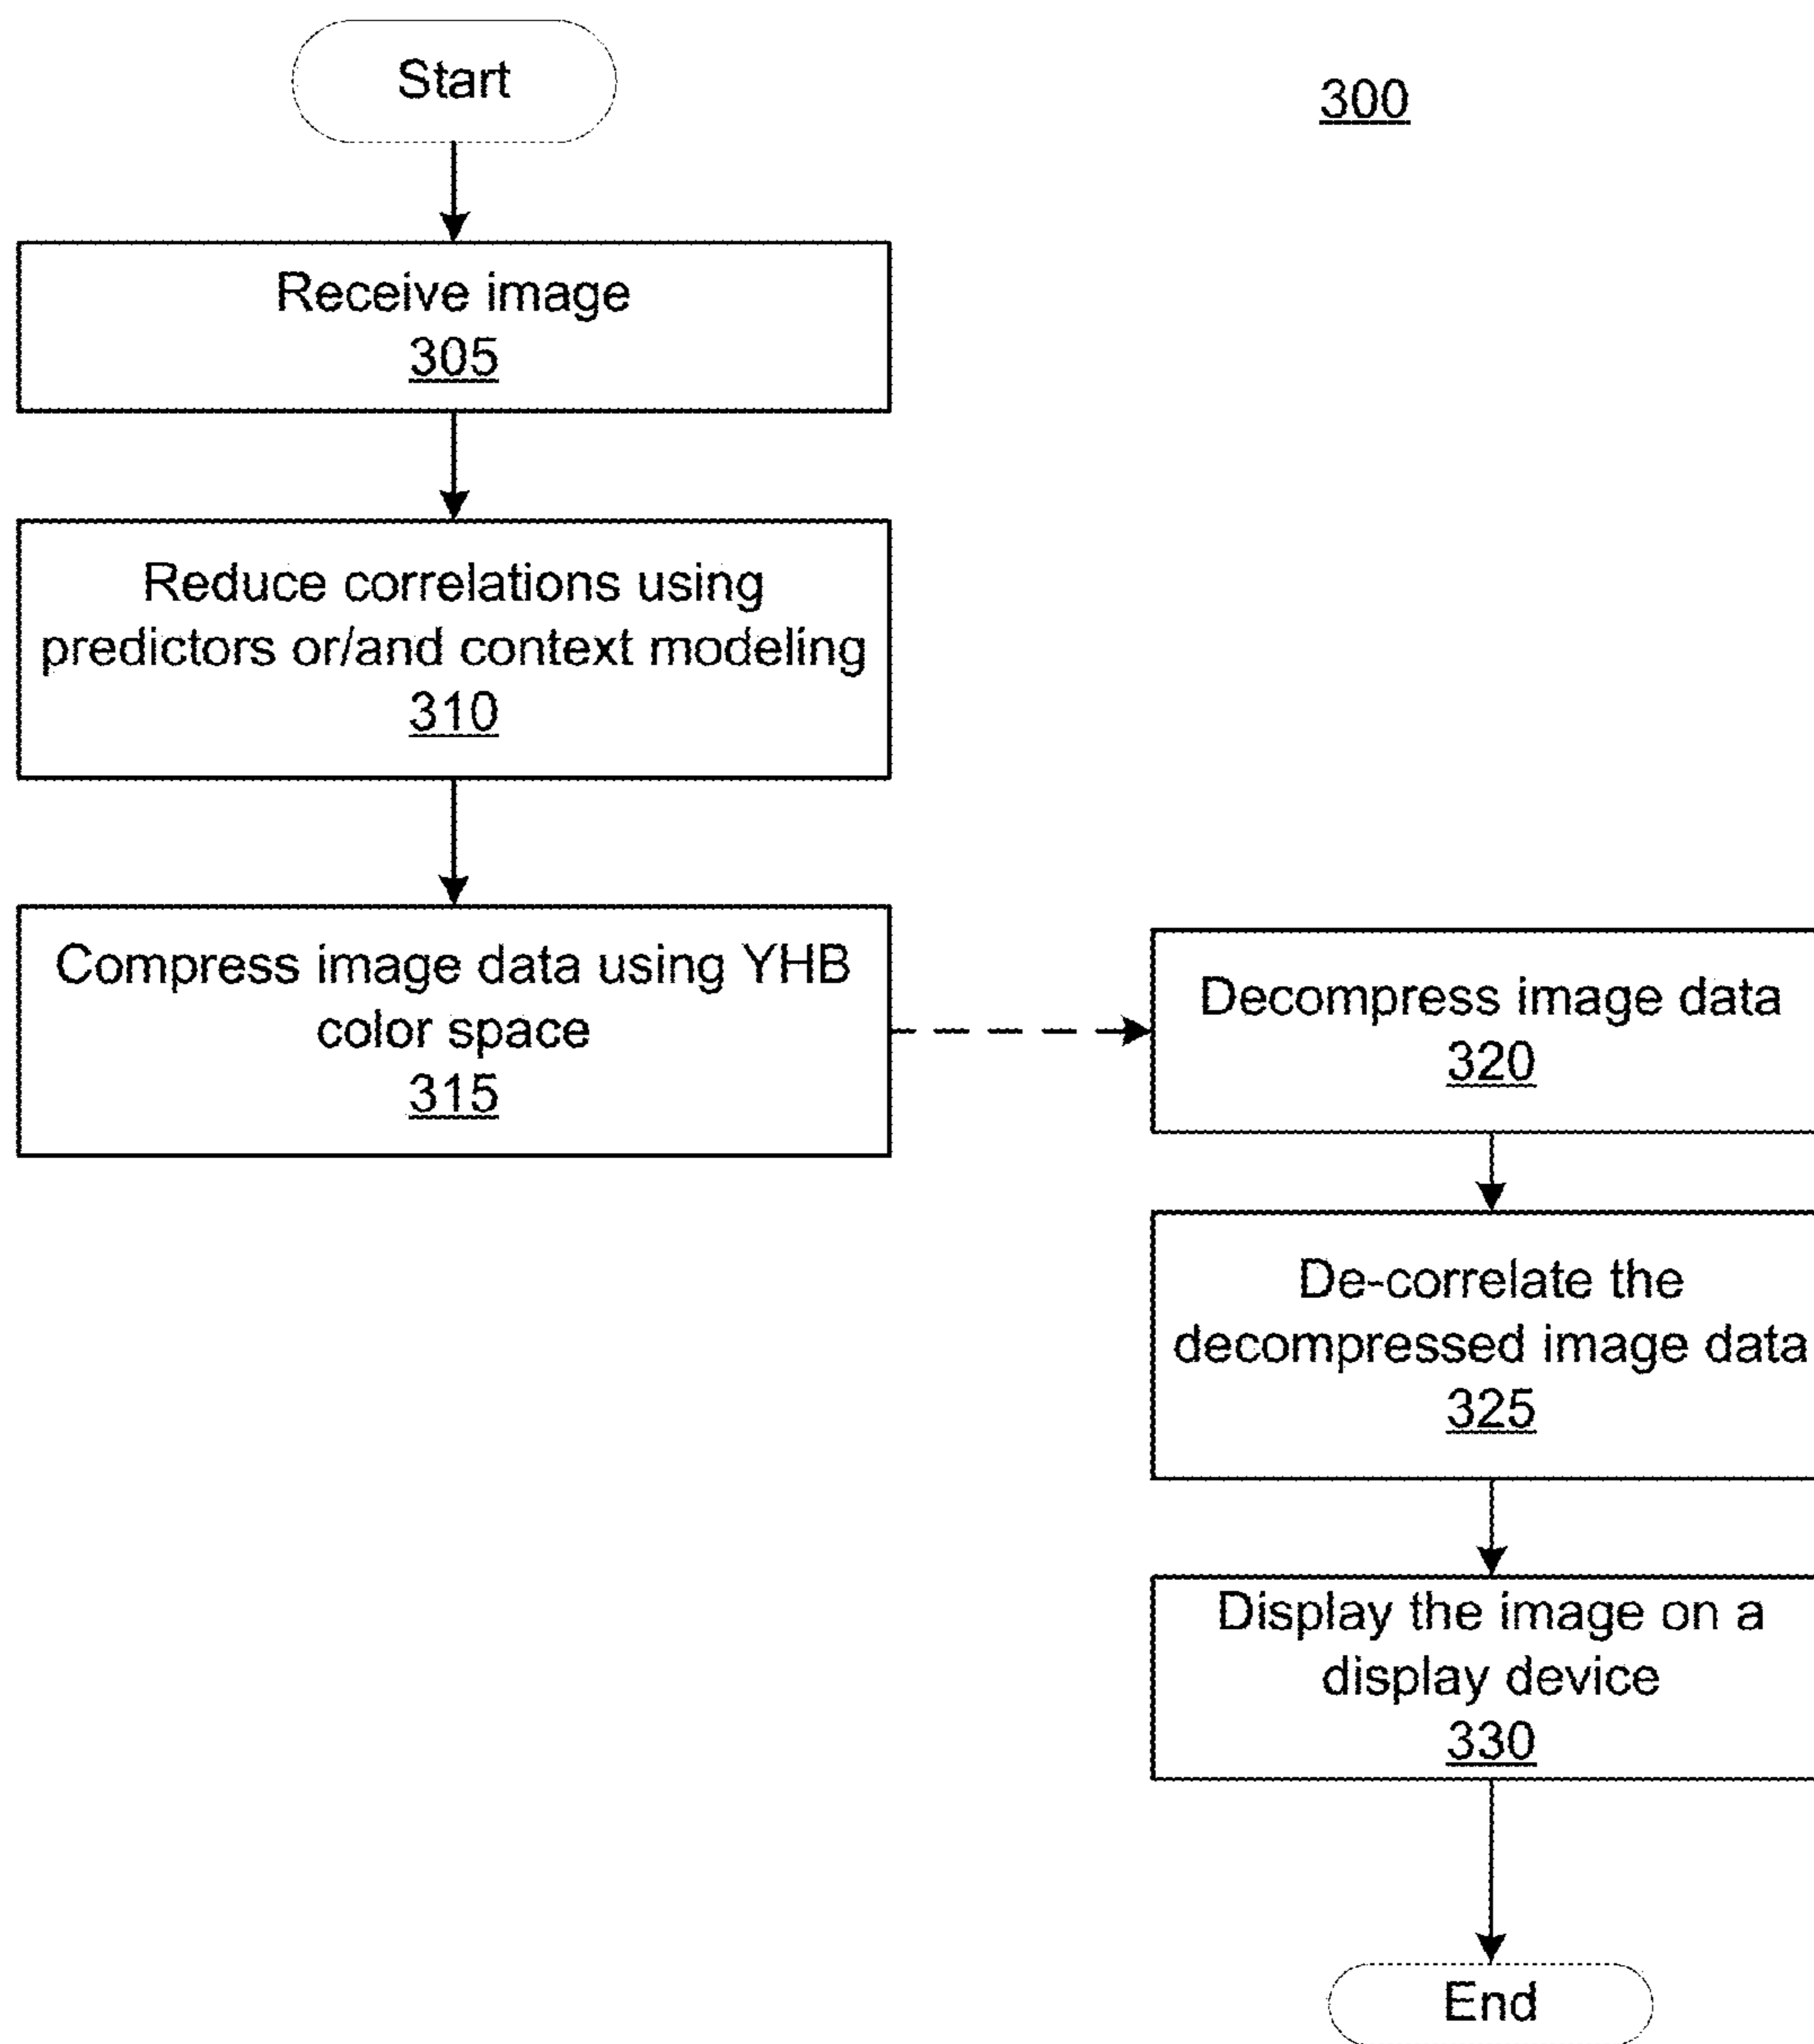 Start
300
Receive image
305
Reduce correlations using
predictors or/and context modeling
310
Compress image data using YHB
color space
315
Decompress image data
320
De-correlate the
decompressed image data
325
Display the image on a
display device
330
End